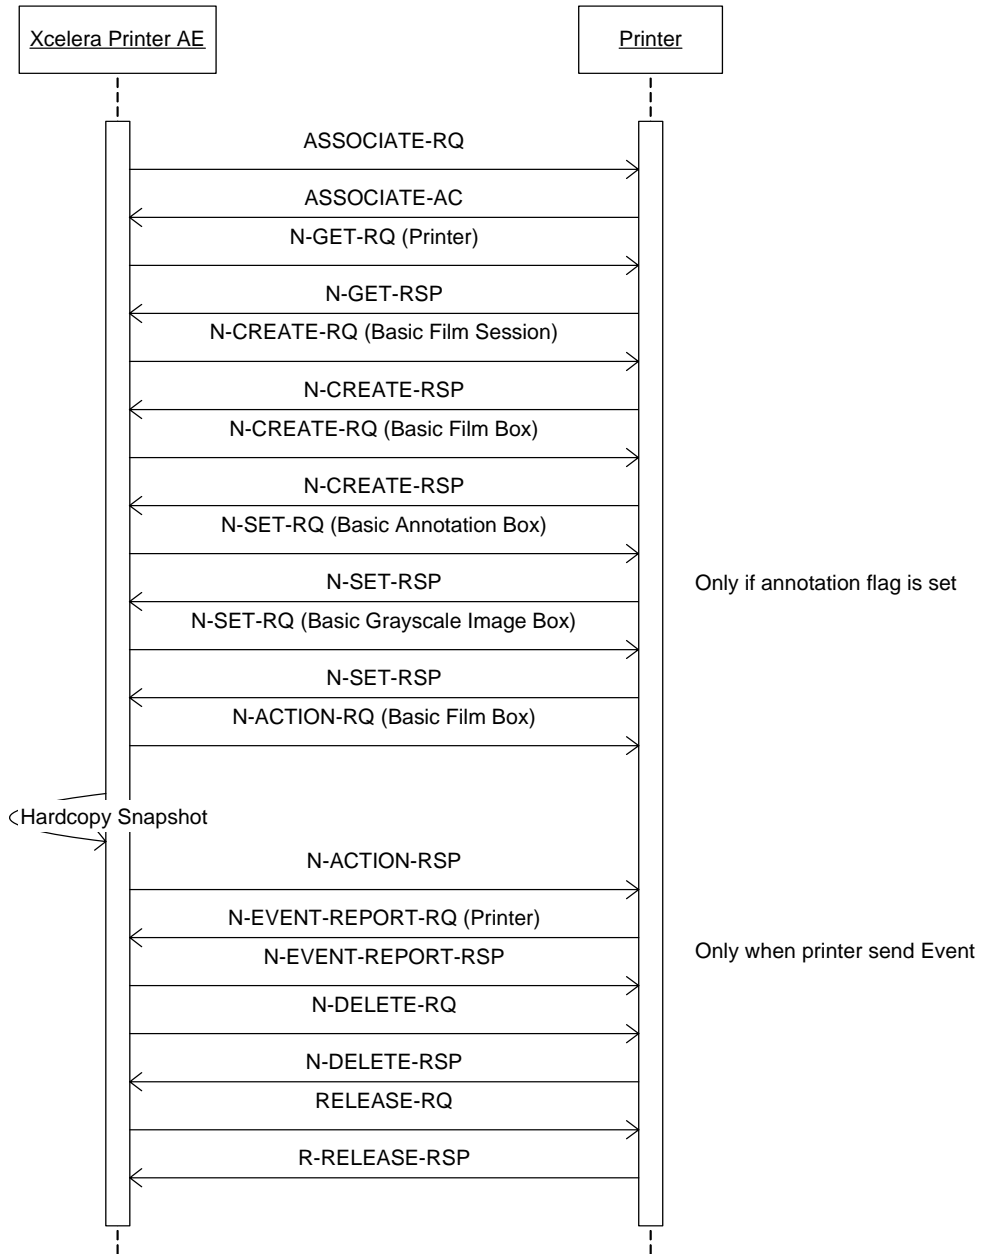 Xcelera Printer AE
Printer
ASSOCIATE-RQ
ASSOCIATE-AC
N-GET-RQ (Printer)
N-GET-RSP
N-CREATE-RQ (Basic Film Session)
N-CREATE-RSP
N-CREATE-RQ (Basic Film Box)
N-CREATE-RSP
N-SET-RQ (Basic Annotation Box)
N-SET-RSP
Only if annotation flag is set
N-SET-RQ (Basic Grayscale Image Box)
N-SET-RSP
N-ACTION-RQ (Basic Film Box)
Hardcopy Snapshot
N-ACTION-RSP
N-EVENT-REPORT-RQ (Printer)
Only when printer send Event
N-EVENT-REPORT-RSP
N-DELETE-RQ
N-DELETE-RSP
RELEASE-RQ
R-RELEASE-RSP